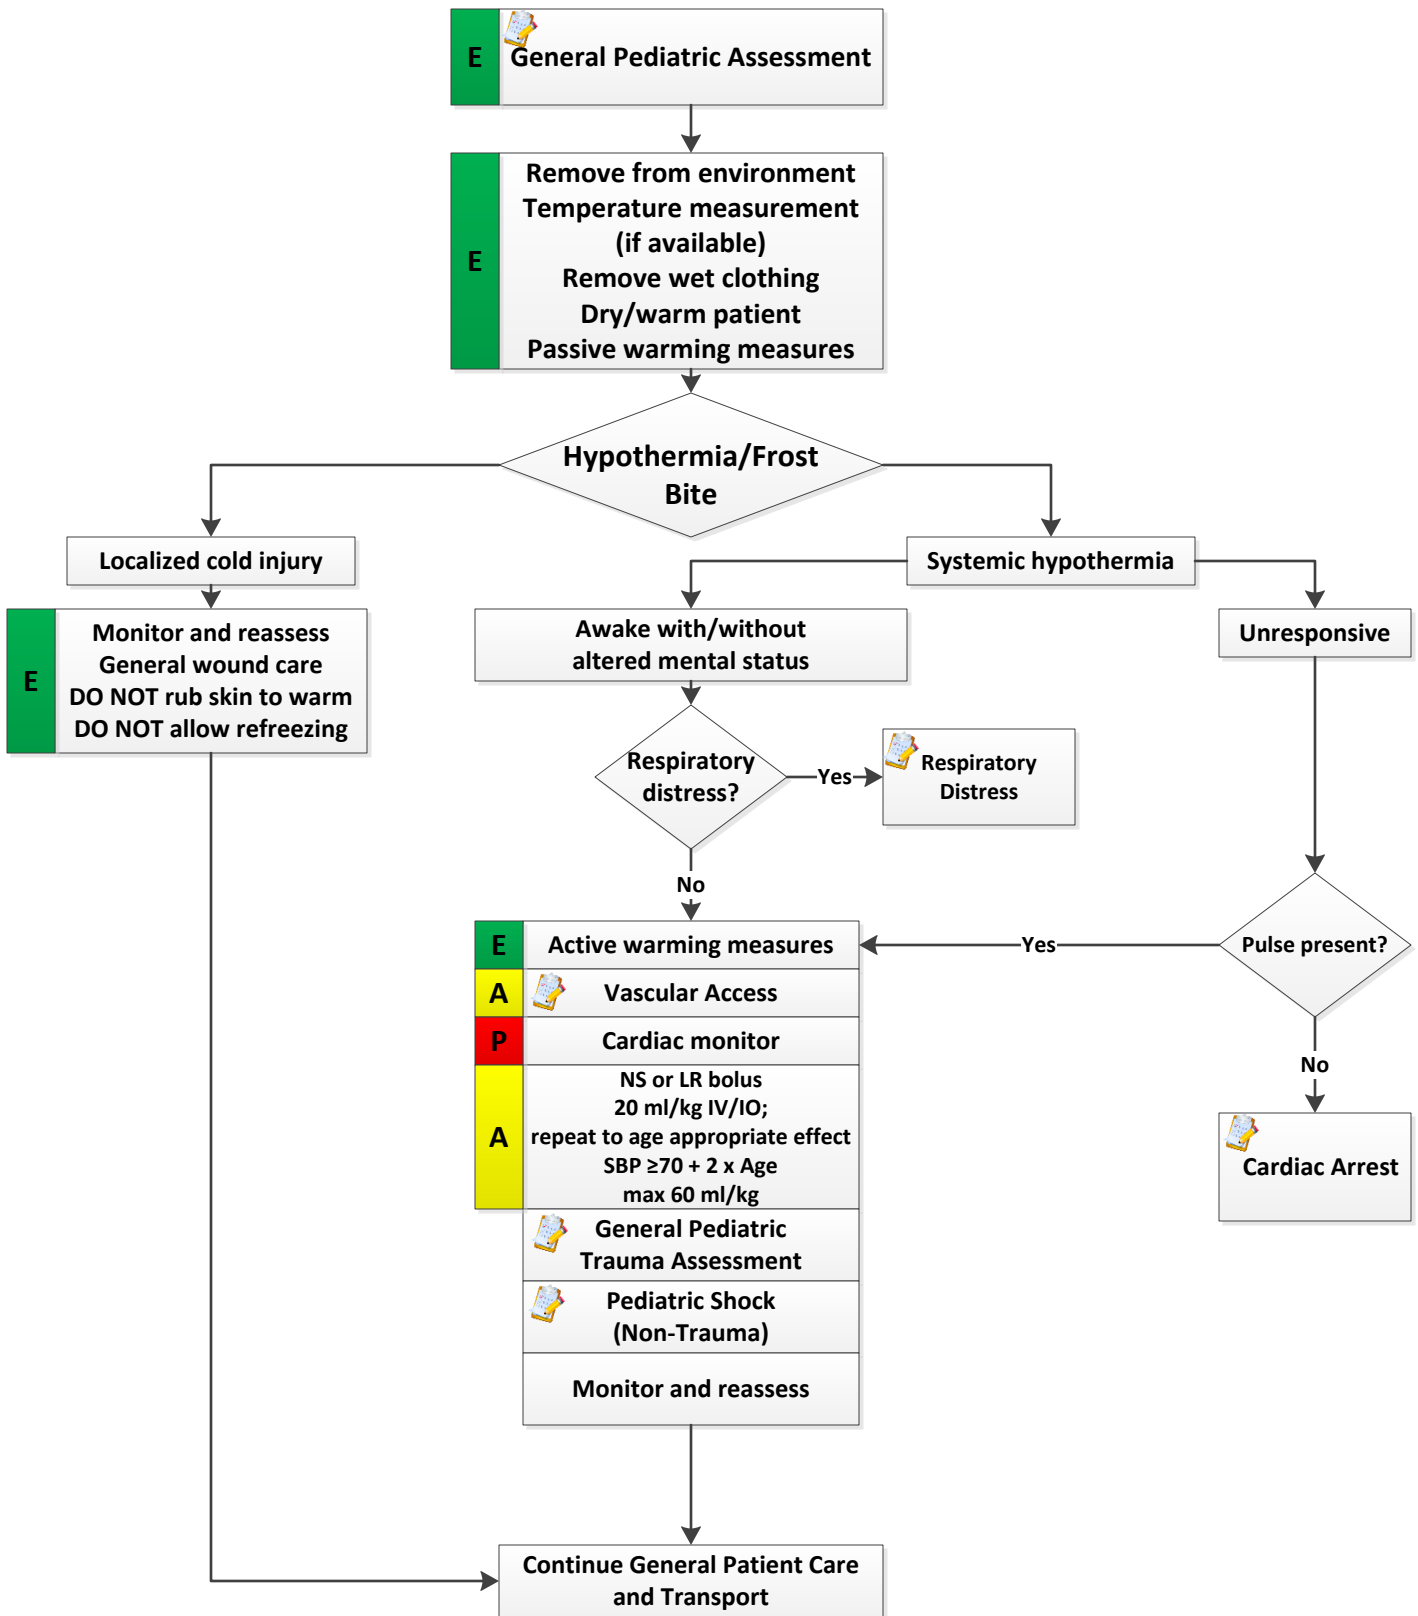 E
General Pediatric Assessment
E
Remove from environment
Temperature measurement
(if available)
Remove wet clothing
Dry/warm patient
Passive warming measures
Hypothermia/Frost
Bite
Localized cold injury
Systemic hypothermia
E
Monitor and reassess
General wound care
DO NOT rub skin to warm
DO NOT allow refreezing
Awake with/without
altered mental status
Unresponsive
Respiratory
distress?
Yes
Respiratory
Distress
No
E
Active warming measures
Yes
Pulse present?
A
Vascular Access
P
Cardiac monitor
No
A
NS or LR bolus
20 ml/kg IV/IO;
repeat to age appropriate effect
SBP ≥70 + 2 x Age
max 60 ml/kg
Cardiac Arrest
General Pediatric
Trauma Assessment
Pediatric Shock
(Non-Trauma)
Monitor and reassess
Continue General Patient Care
and Transport